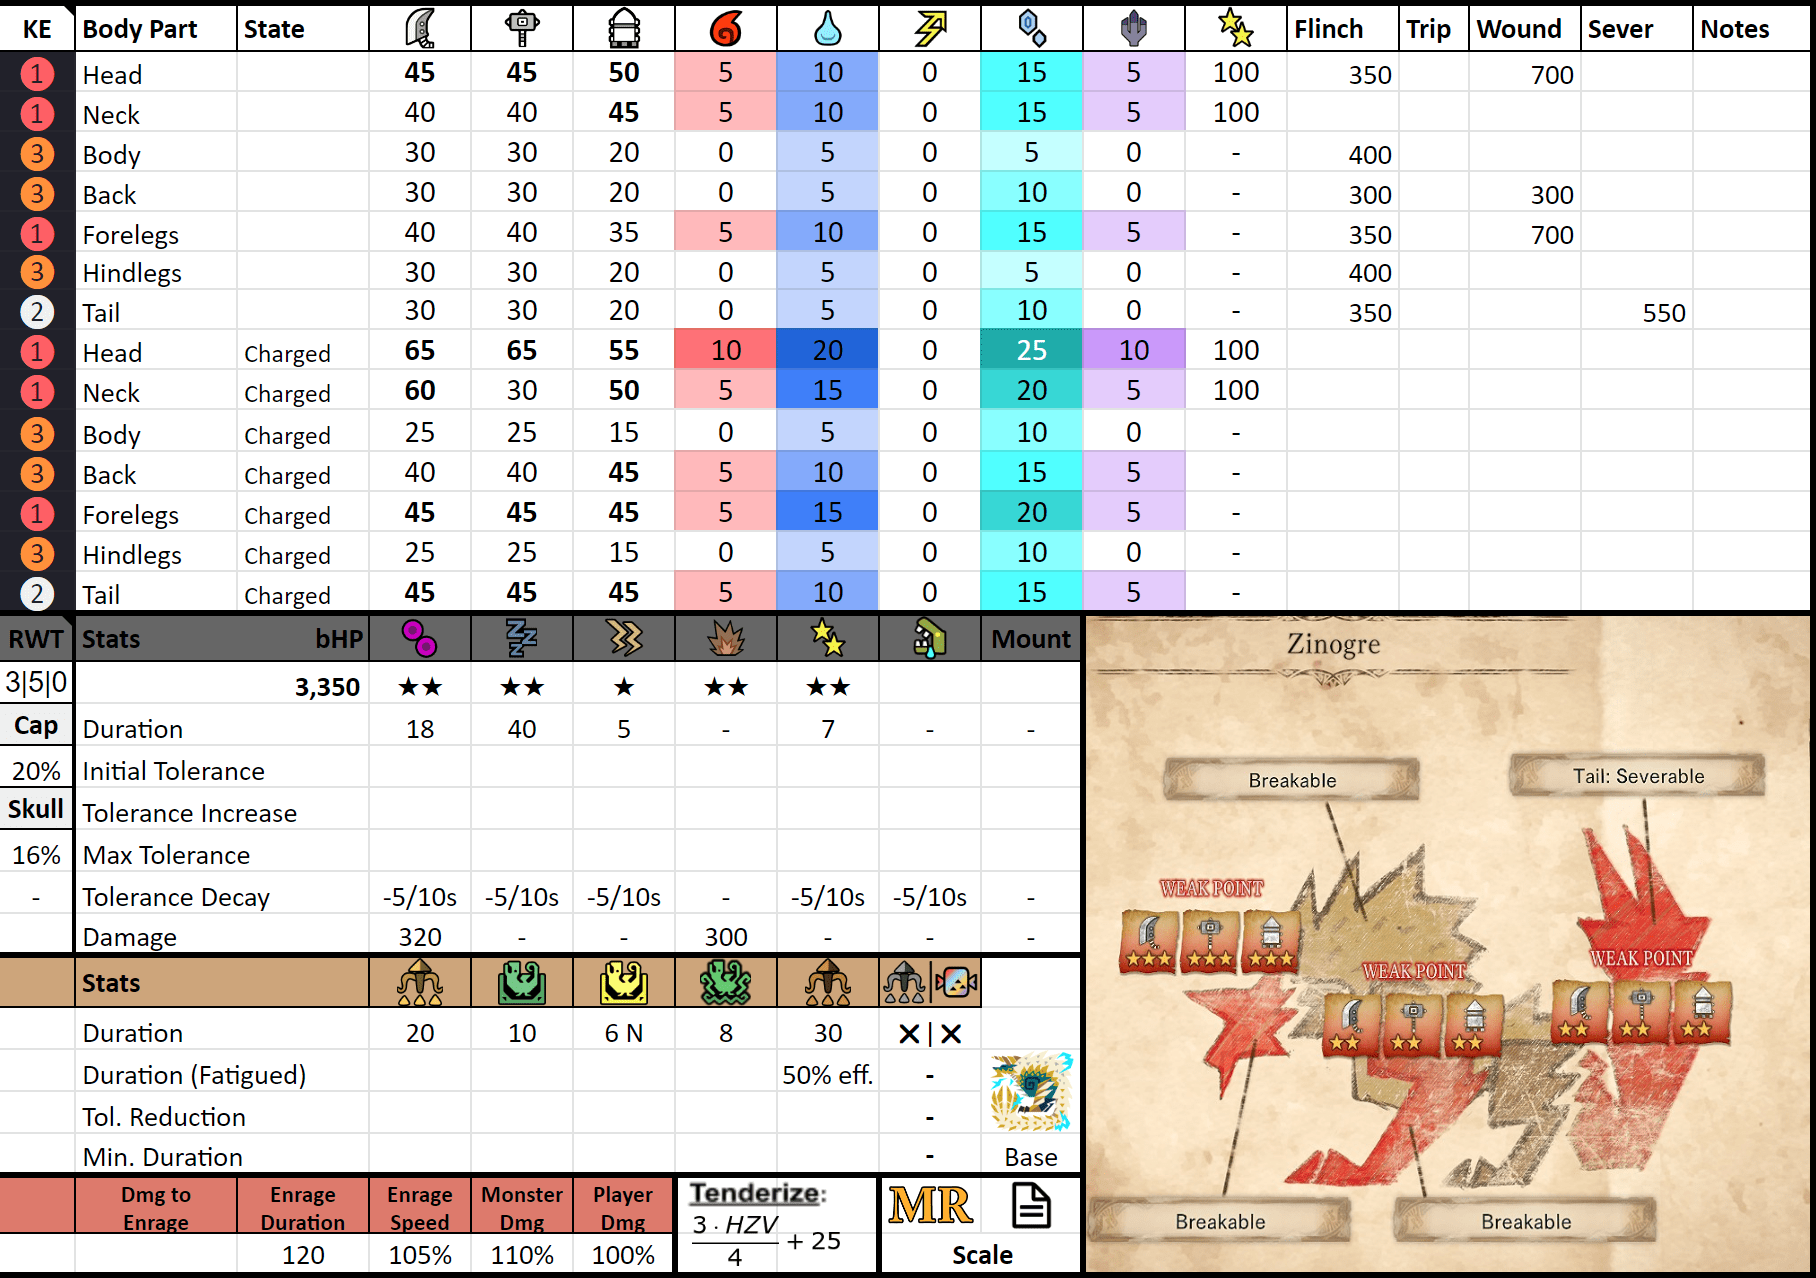 KE Body Part State Flinch Trip Wound Sever Notes
1 Head 45 45 50 5 10 0 15 5 100 350 700
1 Neck 40 40 45 5 10 0 15 5 100
3 Body 30 30 20 0 5 0 5 0 - 400
3 Back 30 30 20 0 5 0 10 0 - 300 300
1 Forelegs 40 40 35 5 10 0 15 5 - 350 700
3 Hindlegs 30 30 20 0 5 0 5 0 - 400
2 Tail 30 30 20 0 5 0 10 0 - 350 550
1 Head Charged 65 65 55 10 20 0 25 10 100
1 Neck Charged 60 30 50 5 15 0 20 5 100
3 Body Charged 25 25 15 0 5 0 10 0 -
3 Back Charged 40 40 45 5 10 0 15 5 -
1 Forelegs Charged 45 45 45 5 15 0 20 5 -
3 Hindlegs Charged 25 25 15 0 5 0 10 0 -
2 Tail Charged 45 45 45 5 10 0 15 5 -
RWT Stats bHP Mount
3|5|0 3,350 ★★ ★★ ★ ★★ ★★
Cap Duration 18 40 5 - 7 - -
20% Initial Tolerance
Skull Tolerance Increase
16% Max Tolerance
- Tolerance Decay -5/10s -5/10s -5/10s - -5/10s -5/10s -
Damage 320 - - 300 - - -
Stats
Duration 20 10 6 N 8 30 ✕|✕
Duration (Fatigued) 50% eff. -
Tol. Reduction -
Min. Duration - Base
Dmg to Enrage
Enrage Duration
Enrage Speed
Monster Dmg
Player Dmg
120 105% 110% 100%
Tenderize:
3 · HZV / 4 + 25
MR
Scale
Zinogre
Breakable
Tail: Severable
WEAK POINT
WEAK POINT
WEAK POINT
Breakable
Breakable